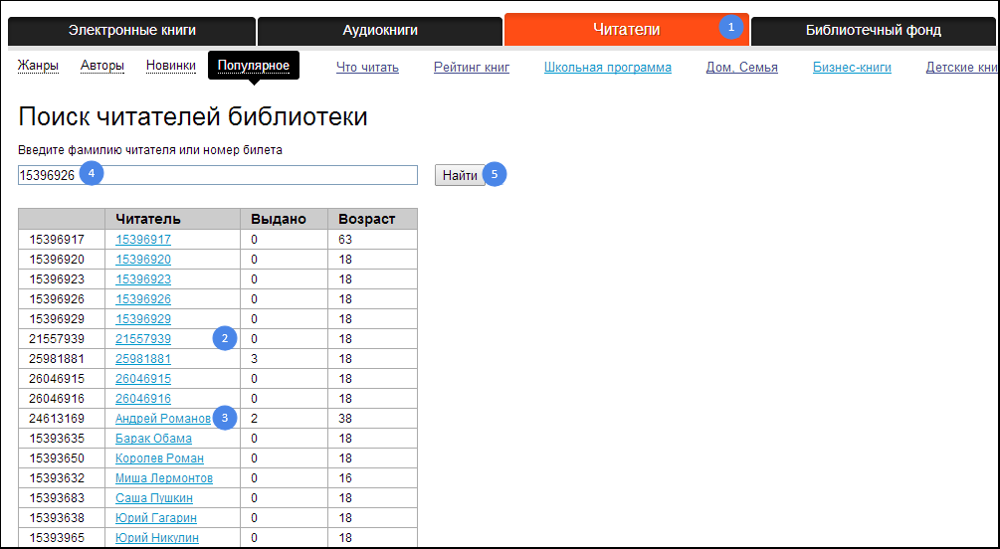 Электронные книги Аудиокниги Читатели 1 Библиотечный фонд
Жанры Авторы Новинки Популярное Что читать Рейтинг книг Школьная программа Дом, Семья Бизнес-книги Детские кни
Поиск читателей библиотеки
Введите фамилию читателя или номер билета
15396926 4 Найти 5
Читатель Выдано Возраст
15396917 15396917 0 63
15396920 15396920 0 18
15396923 15396923 0 18
15396926 15396926 0 18
15396929 15396929 0 18
21557939 21557939 2 0 18
25981881 25981881 3 18
26046915 26046915 0 18
26046916 26046916 0 18
24613169 Андрей Романов 3 2 38
15393635 Барак Обама 0 18
15393650 Королев Роман 0 18
15393632 Миша Лермонтов 0 16
15393683 Саша Пушкин 0 18
15393638 Юрий Гагарин 0 18
15393965 Юрий Никулин 0 18